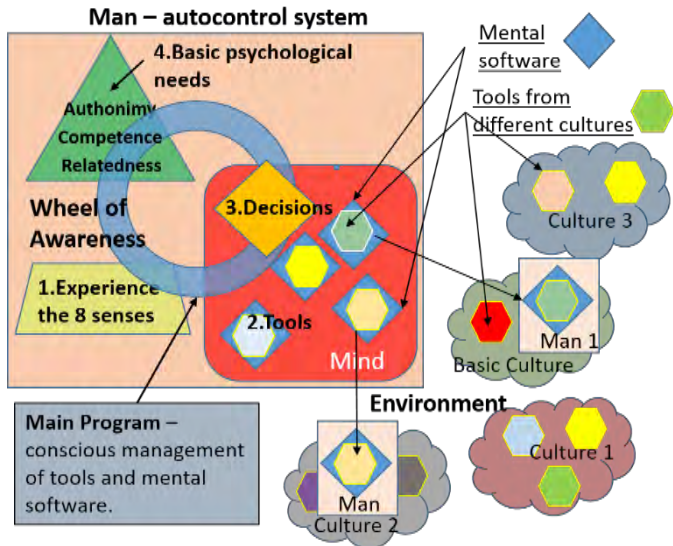 Man – autocontrol system
4.Basic psychological
needs
Authonimy
Competence
Relatedness
Wheel of
Awareness
1.Experience
the 8 senses
3.Decisions
2.Tools
Mind
Main Program –
conscious management
of tools and mental
software.
Mental
software
Tools from
different cultures
Culture 3
Man 1
Basic Culture
Environment
Culture 1
Man
Culture 2